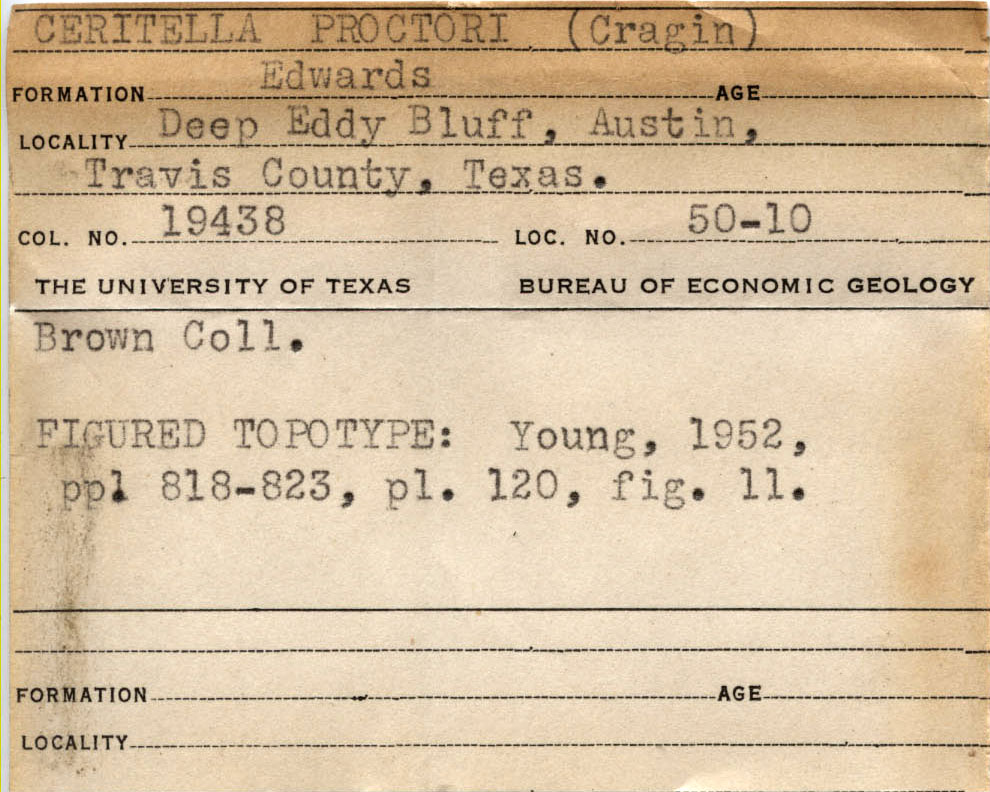 CERITELLA PROCTORI (Cragin)
FORMATION Edwards AGE
LOCALITY Deep Eddy Bluff, Austin,
Travis County, Texas.
COL. NO. 19438 LOC. NO. 50-10
THE UNIVERSITY OF TEXAS BUREAU OF ECONOMIC GEOLOGY
Brown Coll.
FIGURED TOPOTYPE: Young, 1952,
ppl 818-823, pl. 120, fig. 11.
FORMATION AGE
LOCALITY